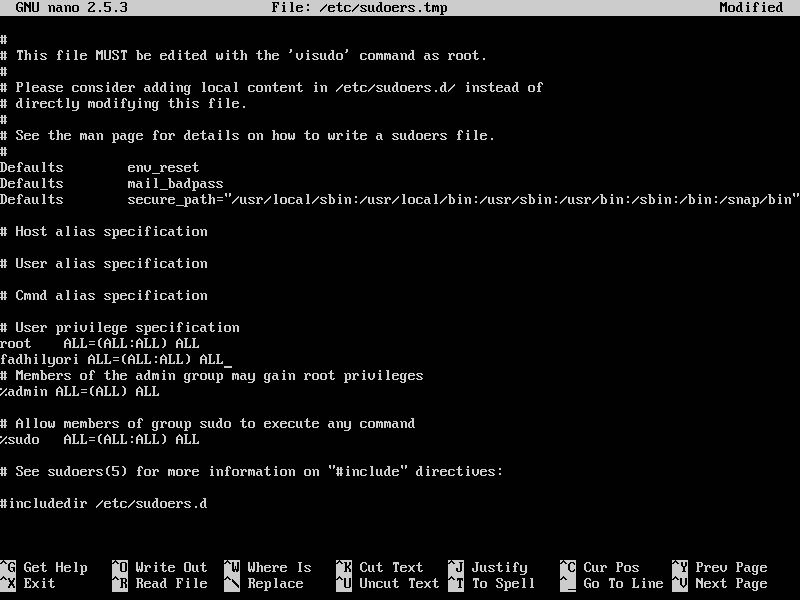 GNU nano 2.5.3 File: /etc/sudoers.tmp Modified
#
# This file MUST be edited with the 'visudo' command as root.
#
# Please consider adding local content in /etc/sudoers.d/ instead of
# directly modifying this file.
#
# See the man page for details on how to write a sudoers file.
#
Defaults env_reset
Defaults mail_badpass
Defaults secure_path="/usr/local/sbin:/usr/local/bin:/usr/sbin:/usr/bin:/sbin:/bin:/snap/bin"
# Host alias specification
# User alias specification
# Cmnd alias specification
# User privilege specification
root ALL=(ALL:ALL) ALL
fadhilyori ALL=(ALL:ALL) ALL_
# Members of the admin group may gain root privileges
%admin ALL=(ALL) ALL
# Allow members of group sudo to execute any command
%sudo ALL=(ALL:ALL) ALL
# See sudoers(5) for more information on "#include" directives:
#includedir /etc/sudoers.d
^G Get Help ^O Write Out ^W Where Is ^K Cut Text ^J Justify ^C Cur Pos ^Y Prev Page
^X Exit ^R Read File ^\ Replace ^U Uncut Text ^T To Spell ^_ Go To Line ^V Next Page